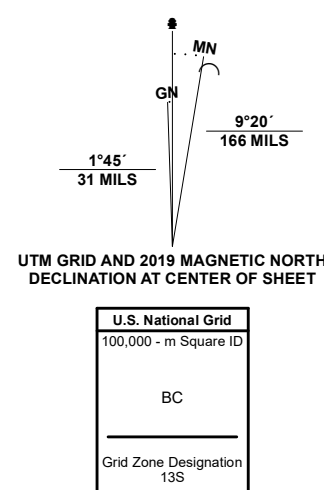 MN
GN
9°20´
166 MILS
1°45´
31 MILS
UTM GRID AND 2019 MAGNETIC NORTH
DECLINATION AT CENTER OF SHEET
U.S. National Grid
100,000 - m Square ID
BC
Grid Zone Designation
13S